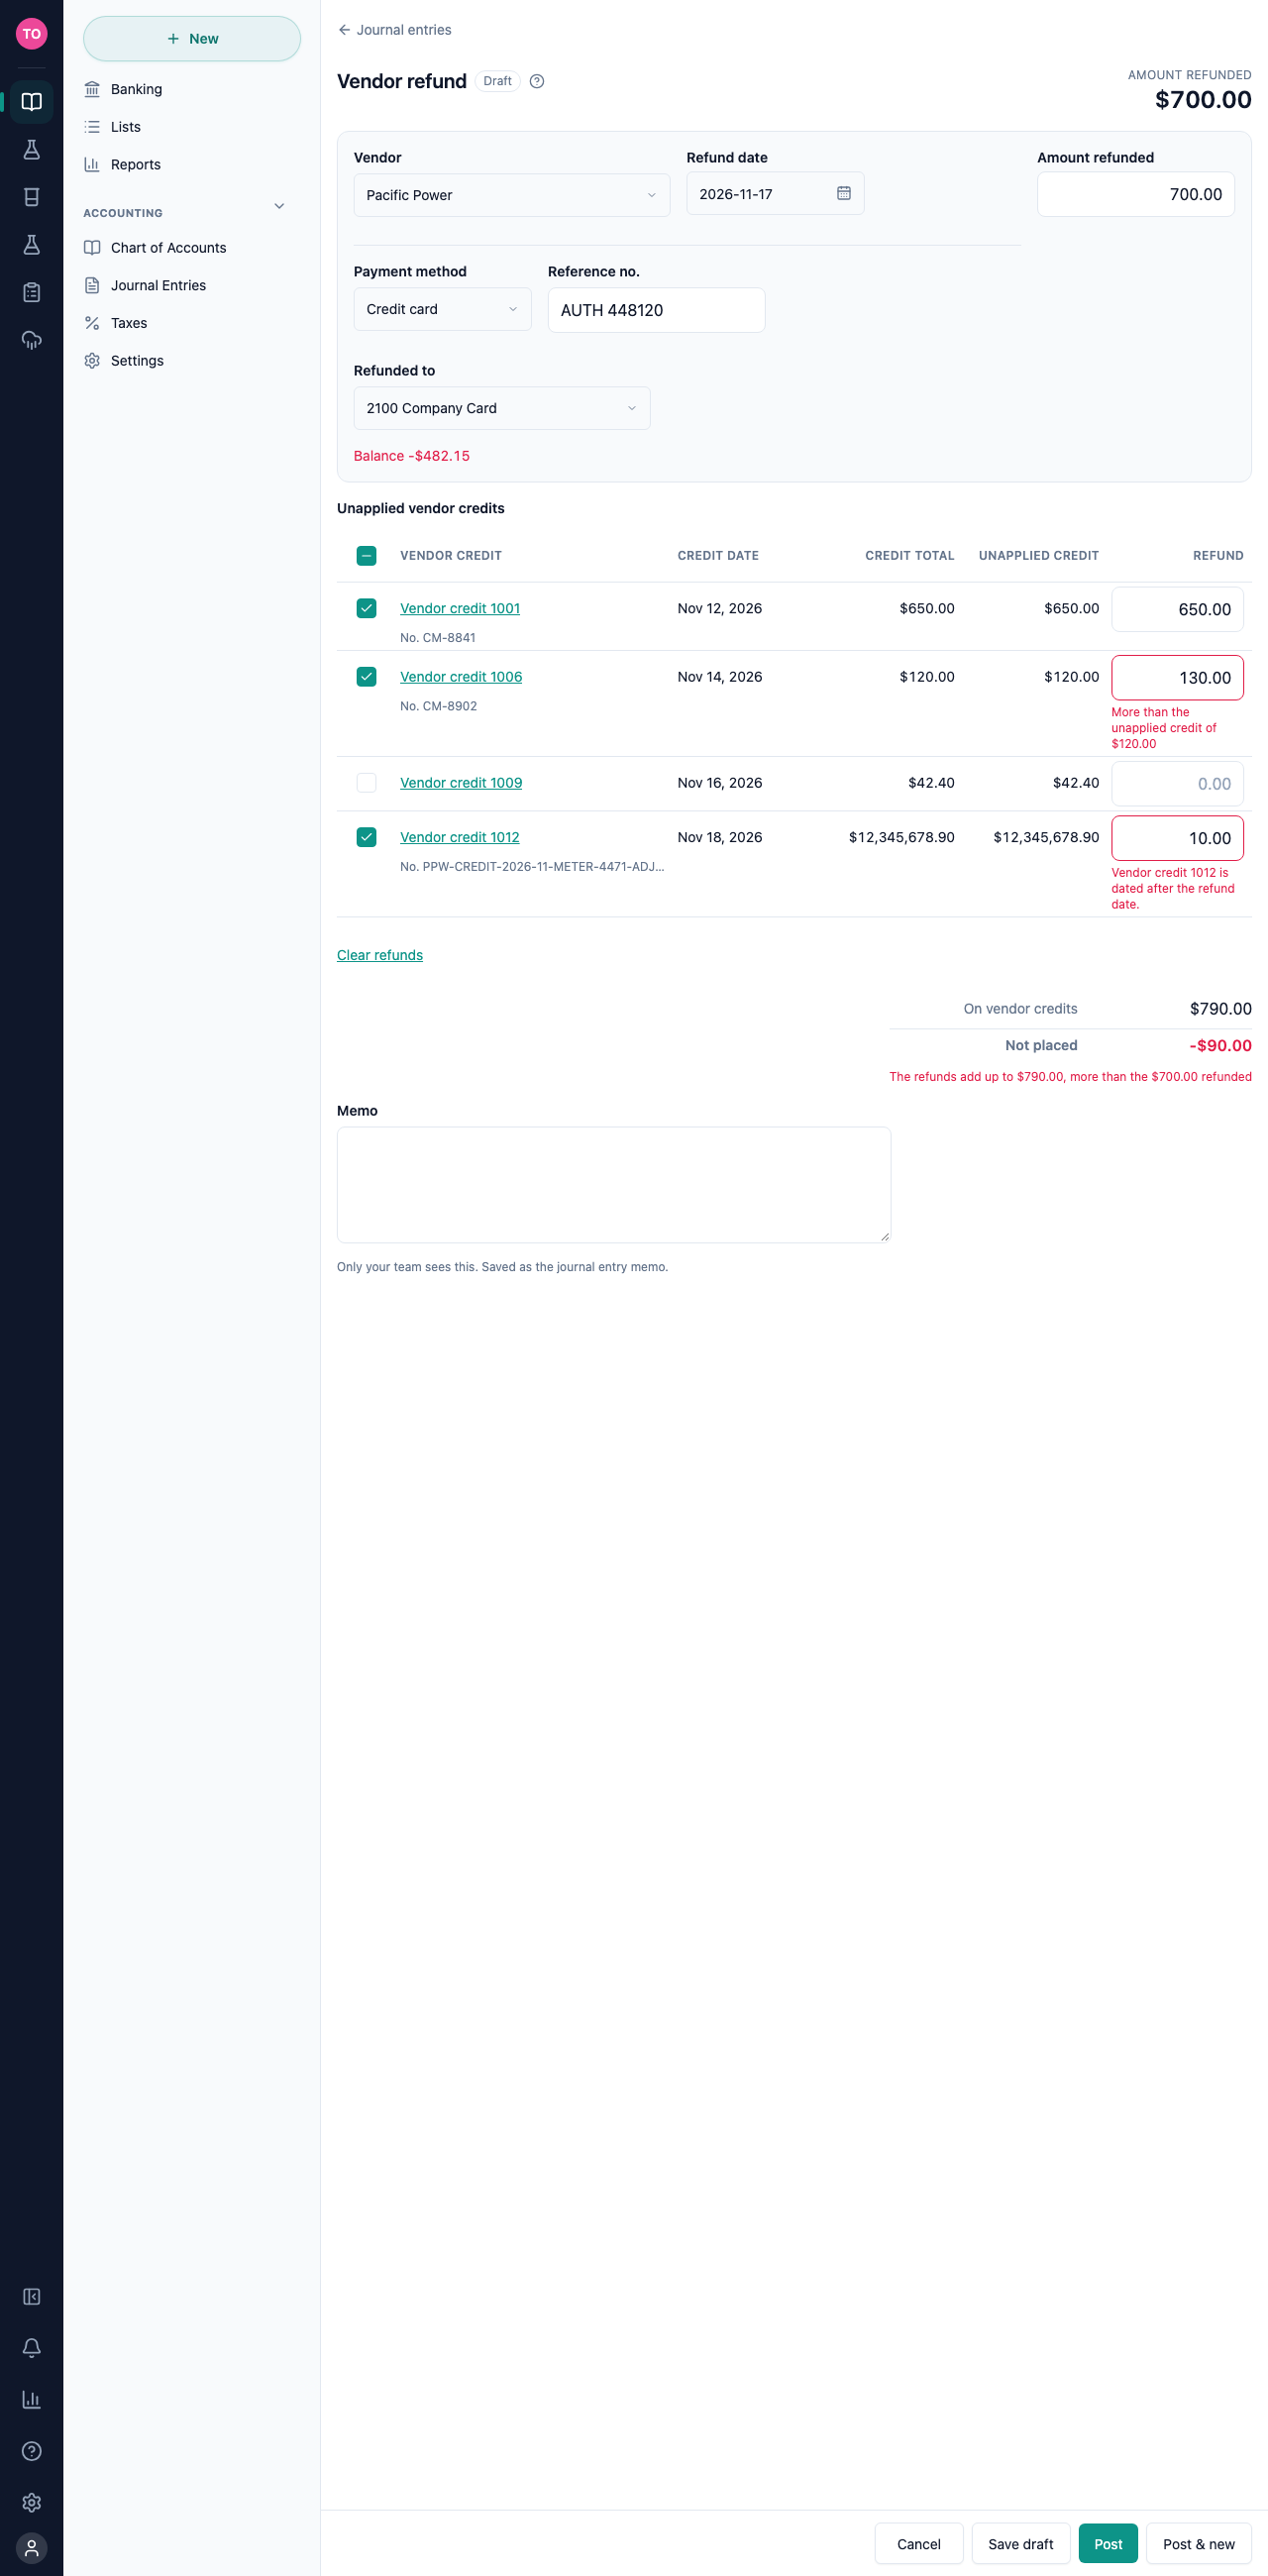 TO
New
Banking
Lists
Reports
ACCOUNTING
Chart of Accounts
Journal Entries
Taxes
Settings
Journal entries
Vendor refund
Draft
AMOUNT REFUNDED
$700.00
Vendor
Refund date
Amount refunded
Pacific Power
2026-11-17
700.00
Payment method
Reference no.
Credit card
AUTH 448120
Refunded to
2100 Company Card
Balance -$482.15
Unapplied vendor credits
VENDOR CREDIT CREDIT DATE CREDIT TOTAL UNAPPLIED CREDIT REFUND
Vendor credit 1001 Nov 12, 2026 $650.00 $650.00 650.00
No. CM-8841
Vendor credit 1006 Nov 14, 2026 $120.00 $120.00 130.00
No. CM-8902
More than the
unapplied credit of
$120.00
Vendor credit 1009 Nov 16, 2026 $42.40 $42.40 0.00
Vendor credit 1012 Nov 18, 2026 $12,345,678.90 $12,345,678.90 10.00
No. PPW-CREDIT-2026-11-METER-4471-ADJ...
Vendor credit 1012 is
dated after the refund
date.
Clear refunds
On vendor credits $790.00
Not placed -$90.00
The refunds add up to $790.00, more than the $700.00 refunded
Memo
Only your team sees this. Saved as the journal entry memo.
Cancel
Save draft
Post
Post & new